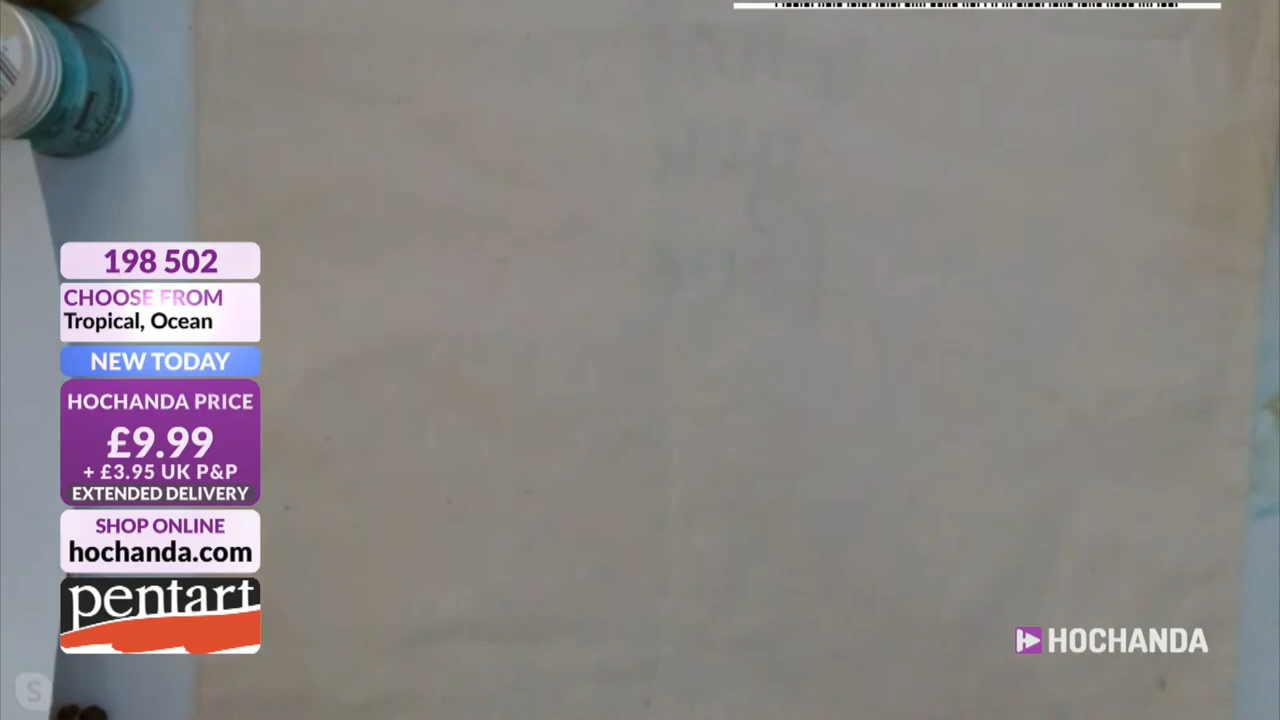 198 502
CHOOSE FROM
Tropical, Ocean
NEW TODAY
HOCHANDA PRICE
£9.99
+ £3.95 UK P&P
EXTENDED DELIVERY
SHOP ONLINE
hochanda.com
pentart
HOCHANDA
S